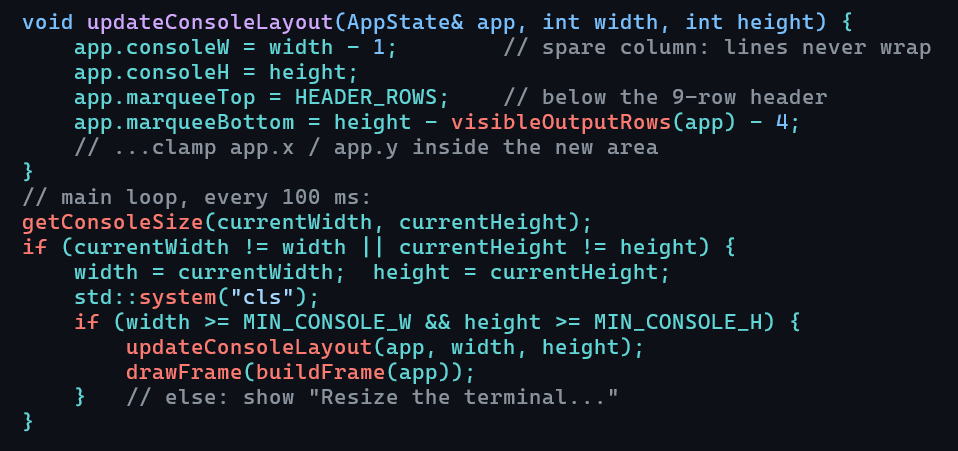 void updateConsoleLayout(AppState& app, int width, int height) {
    app.consoleW = width - 1;        // spare column: lines never wrap
    app.consoleH = height;
    app.marqueeTop = HEADER_ROWS;    // below the 9-row header
    app.marqueeBottom = height - visibleOutputRows(app) - 4;
    // ...clamp app.x / app.y inside the new area
}
// main loop, every 100 ms:
getConsoleSize(currentWidth, currentHeight);
if (currentWidth != width || currentHeight != height) {
    width = currentWidth;  height = currentHeight;
    std::system("cls");
    if (width >= MIN_CONSOLE_W && height >= MIN_CONSOLE_H) {
        updateConsoleLayout(app, width, height);
        drawFrame(buildFrame(app));
    }   // else: show "Resize the terminal..."
}